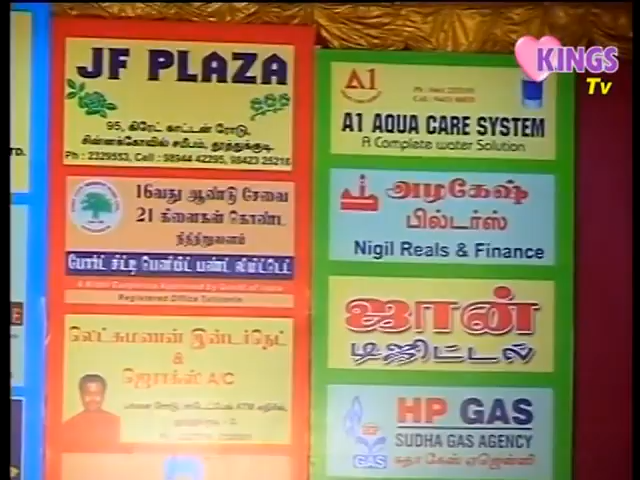 JF PLAZA
95, கிரேட் காட்டன் ரோடு,
சின்னக்கோவில் சமீபம், தூத்துக்குடி.
Ph : 2329553, Cell : 98944 42295, 98423 25216
16வது ஆண்டு சேவை
21 கிளைகள் கொண்ட
நிதிநிறுவனம்
போர்ட் சிட்டி பெனிபிட் பண்ட் லிமிடெட்
Registered Office Tuticorin
லெட்சுமணன் இன்டர்நெட்
&
ஜெராக்ஸ் A/C
KINGS
Tv
A1
A1 AQUA CARE SYSTEM
A Complete water Solution
அழகேஷ்
பில்டர்ஸ்
Nigil Reals & Finance
ஜான்
டிஜிட்டல்
HP GAS
SUDHA GAS AGENCY
சுதா கேஸ் ஏஜென்ஸி
HP
GAS